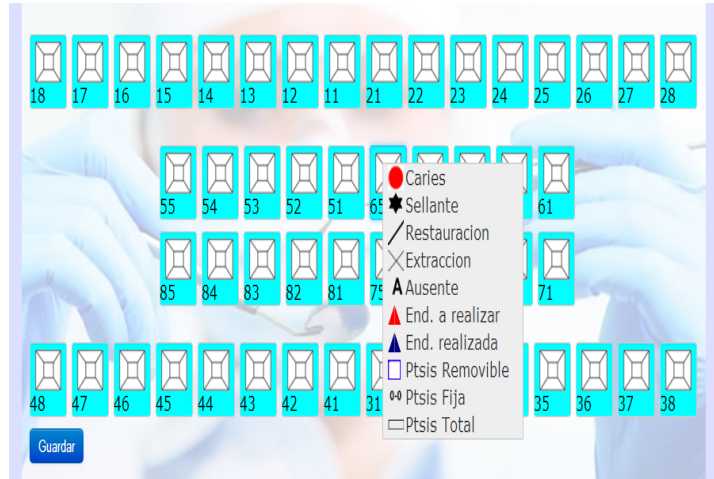 18 17 16 15 14 13 12 11 21 22 23 24 25 26 27 28
55 54 53 52 51 65 61
85 84 83 82 81 75 71
48 47 46 45 44 43 42 41 31 35 36 37 38
Caries
Sellante
Restauracion
Extraccion
A Ausente
End. a realizar
End. realizada
Ptsis Removible
0-0 Ptsis Fija
Ptsis Total
Guardar